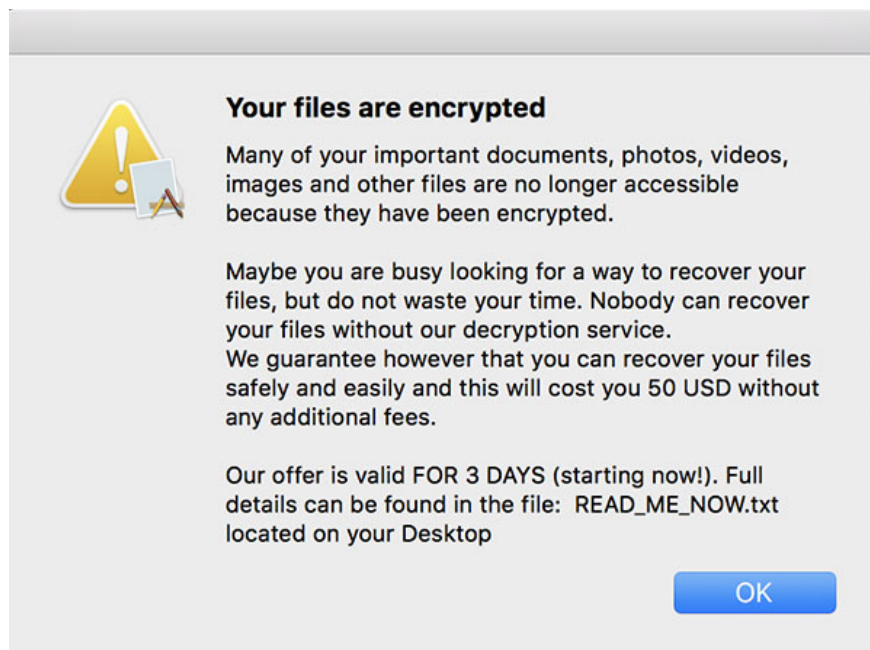 Your files are encrypted
Many of your important documents, photos, videos,
images and other files are no longer accessible
because they have been encrypted.
Maybe you are busy looking for a way to recover your
files, but do not waste your time. Nobody can recover
your files without our decryption service.
We guarantee however that you can recover your files
safely and easily and this will cost you 50 USD without
any additional fees.
Our offer is valid FOR 3 DAYS (starting now!). Full
details can be found in the file:  READ_ME_NOW.txt
located on your Desktop
OK